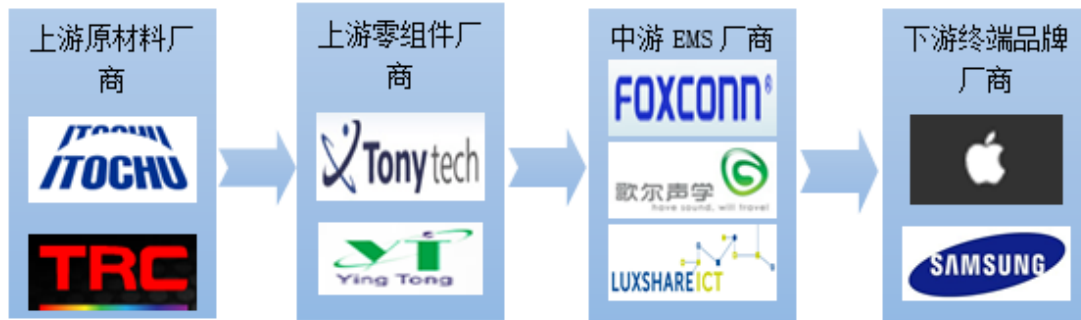 上游原材料厂
商
ITOCHU
ITOCHU
TRC
上游零组件厂
商
Tony tech
YT
Ying Tong
中游 EMS 厂商
FOXCONN®
歌尔声学
have sound, will travel
LUXSHARE ICT
下游终端品牌
厂商
SAMSUNG